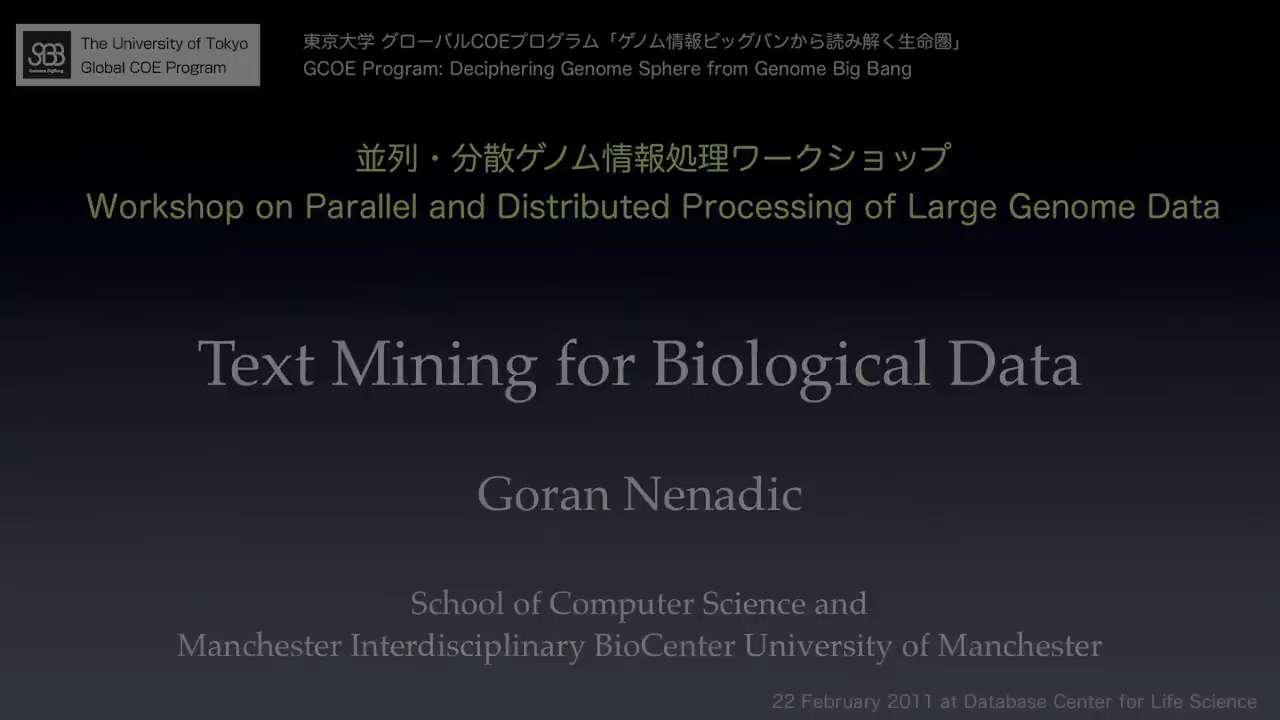 The University of Tokyo
Global COE Program
東京大学 グローバルCOEプログラム「ゲノム情報ビッグバンから読み解く生命圏」
GCOE Program: Deciphering Genome Sphere from Genome Big Bang
並列・分散ゲノム情報処理ワークショップ
Workshop on Parallel and Distributed Processing of Large Genome Data
Text Mining for Biological Data
Goran Nenadic
School of Computer Science and
Manchester Interdisciplinary BioCenter University of Manchester
22 February 2011 at Database Center for Life Science